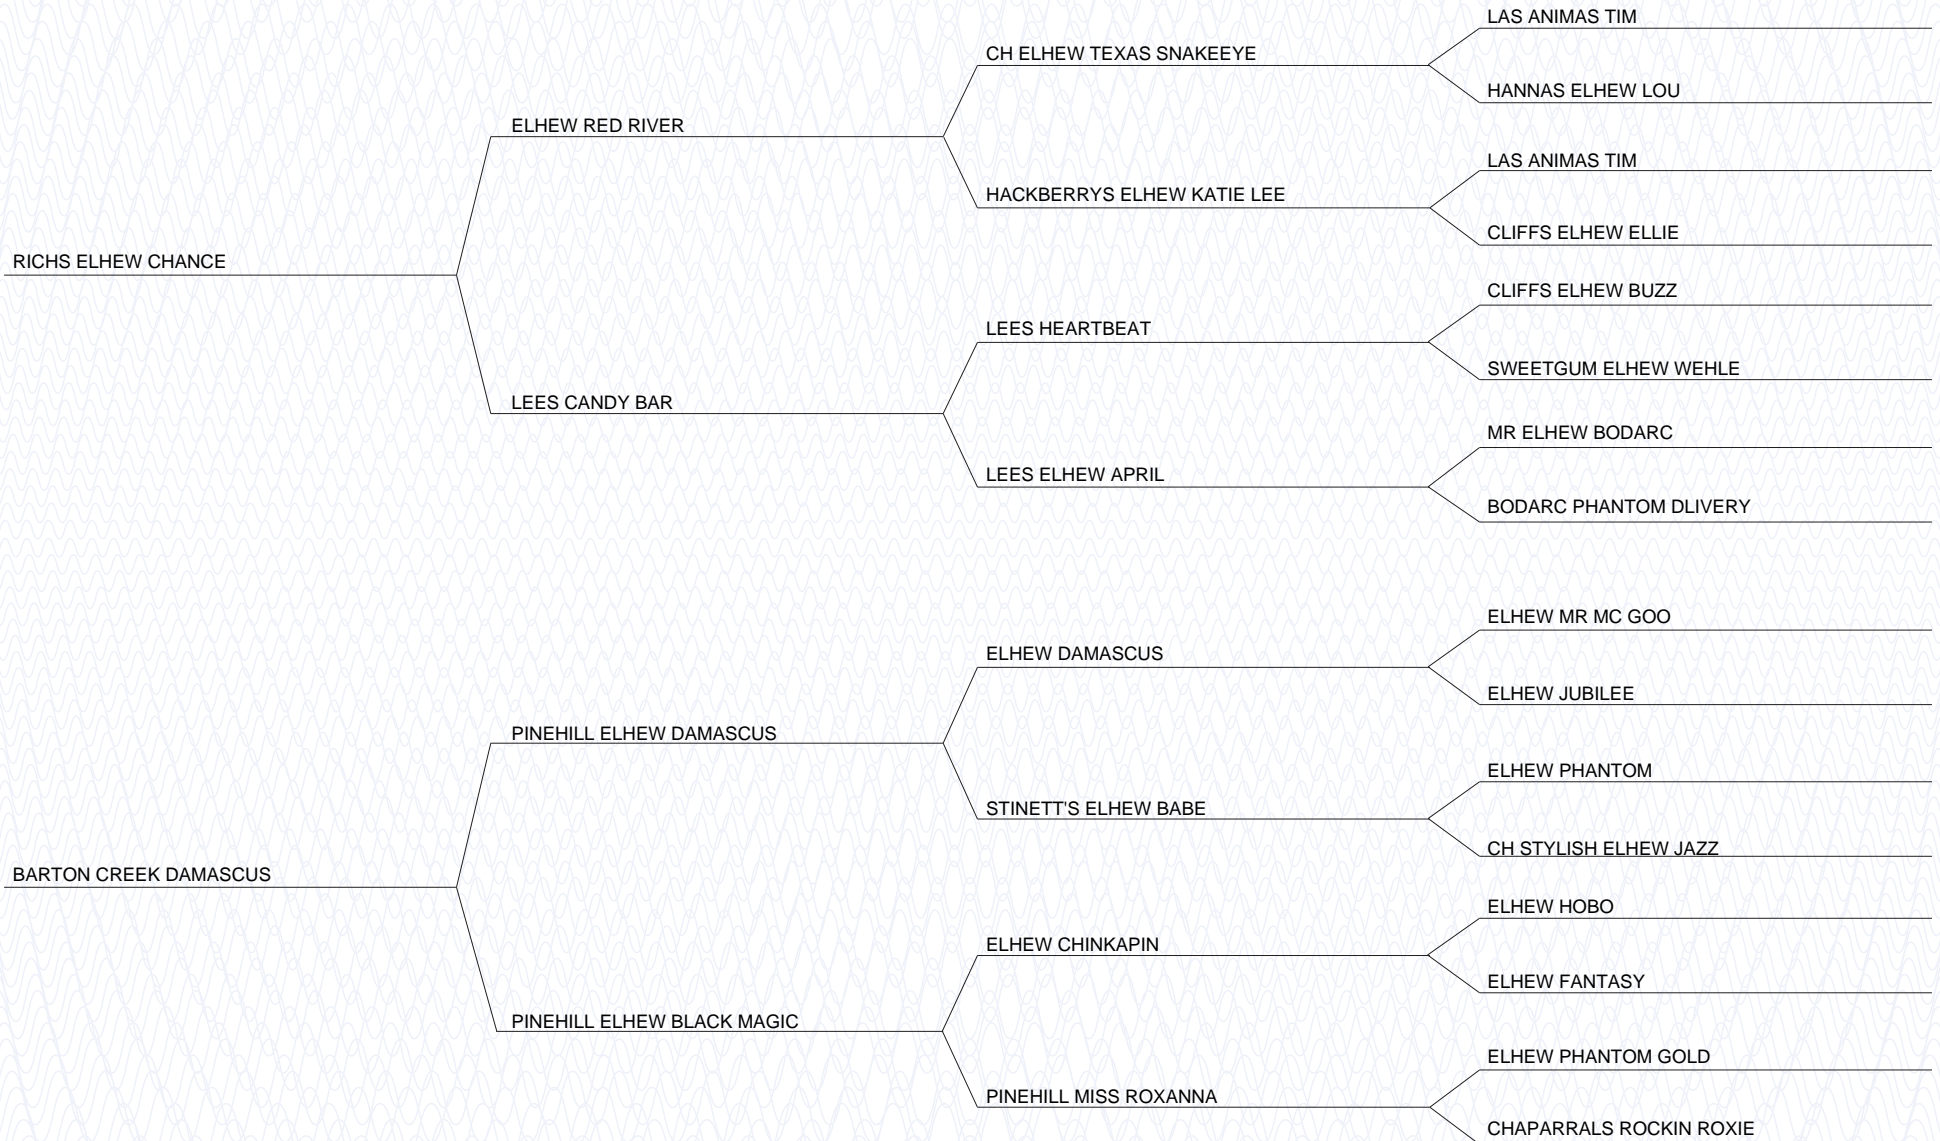 LAS ANIMAS TIM
CH ELHEW TEXAS SNAKEEYE
HANNAS ELHEW LOU
ELHEW RED RIVER
LAS ANIMAS TIM
HACKBERRYS ELHEW KATIE LEE
CLIFFS ELHEW ELLIE
RICHS ELHEW CHANCE
CLIFFS ELHEW BUZZ
LEES HEARTBEAT
SWEETGUM ELHEW WEHLE
LEES CANDY BAR
MR ELHEW BODARC
LEES ELHEW APRIL
BODARC PHANTOM DLIVERY
ELHEW MR MC GOO
ELHEW DAMASCUS
ELHEW JUBILEE
PINEHILL ELHEW DAMASCUS
ELHEW PHANTOM
STINETT'S ELHEW BABE
CH STYLISH ELHEW JAZZ
BARTON CREEK DAMASCUS
ELHEW HOBO
ELHEW CHINKAPIN
ELHEW FANTASY
PINEHILL ELHEW BLACK MAGIC
ELHEW PHANTOM GOLD
PINEHILL MISS ROXANNA
CHAPARRALS ROCKIN ROXIE